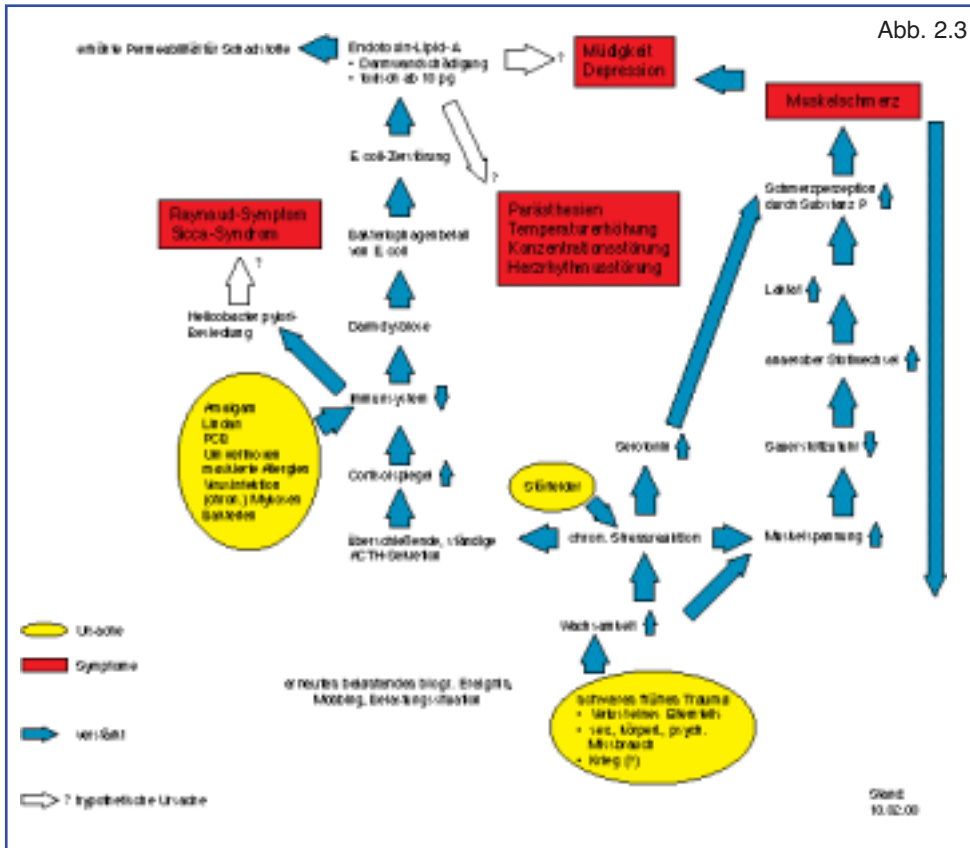 Abb. 2.3
erhöhte Permeabilität für Schadstoffe
Endotoxin-Lipid-A
• Darmwandschädigung
• toxisch ab 10 pg
?
Müdigkeit
Depression
Muskelschmerz
E. coli-Zerstörung
?
Schmerzperzeption
durch Substanz P
Raynaud-Symptom
Sicca-Syndrom
Parästhesien
Temperaturerhöhung
Konzentrationsstörung
Herzrhythmusstörung
Bakteriophagenbefall
von E. coli
?
Laktat
Helicobacter pylori-
Besiedlung
Darmdysbiose
anaerober Stoffwechsel
Immunsystem
Amalgam
Lindan
PCB
Umwelttoxen
maskierte Allergien
Virusinfektion
(chron.) Mykosen
Bakterien
Serotonin
Sauerstoffzufuhr
Cortisolspiegel
Störfelder
überschießende, ständige
ACTH-Sekretion
chron. Stressreaktion
Muskelspannung
Wachsamkeit
Ursache
Symptome
erneutes belastendes biogr. Ereignis,
Mobbing, Belastungssituation
schweres frühes Trauma
• Verlust eines Elternteils
• sex., körperl., psych.
Missbrauch
• Krieg (?)
verstärkt
? hypothetische Ursache
Stand
10.02.00